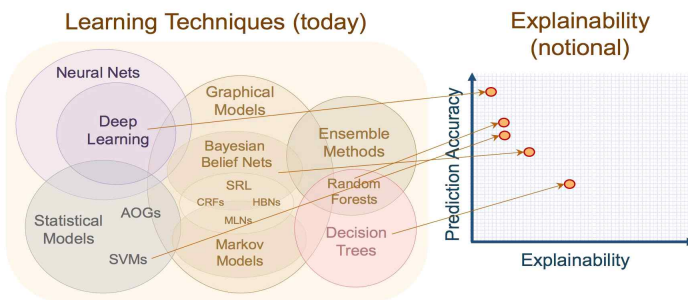 Learning Techniques (today)
Explainability
(notional)
Neural Nets
Graphical
Models
Deep
Learning
Ensemble
Methods
Bayesian
Belief Nets
SRL
Random
Forests
CRFs
HBNs
AOGs
MLNs
Statistical
Models
Decision
Trees
Markov
Models
SVMs
Prediction Accuracy
Explainability